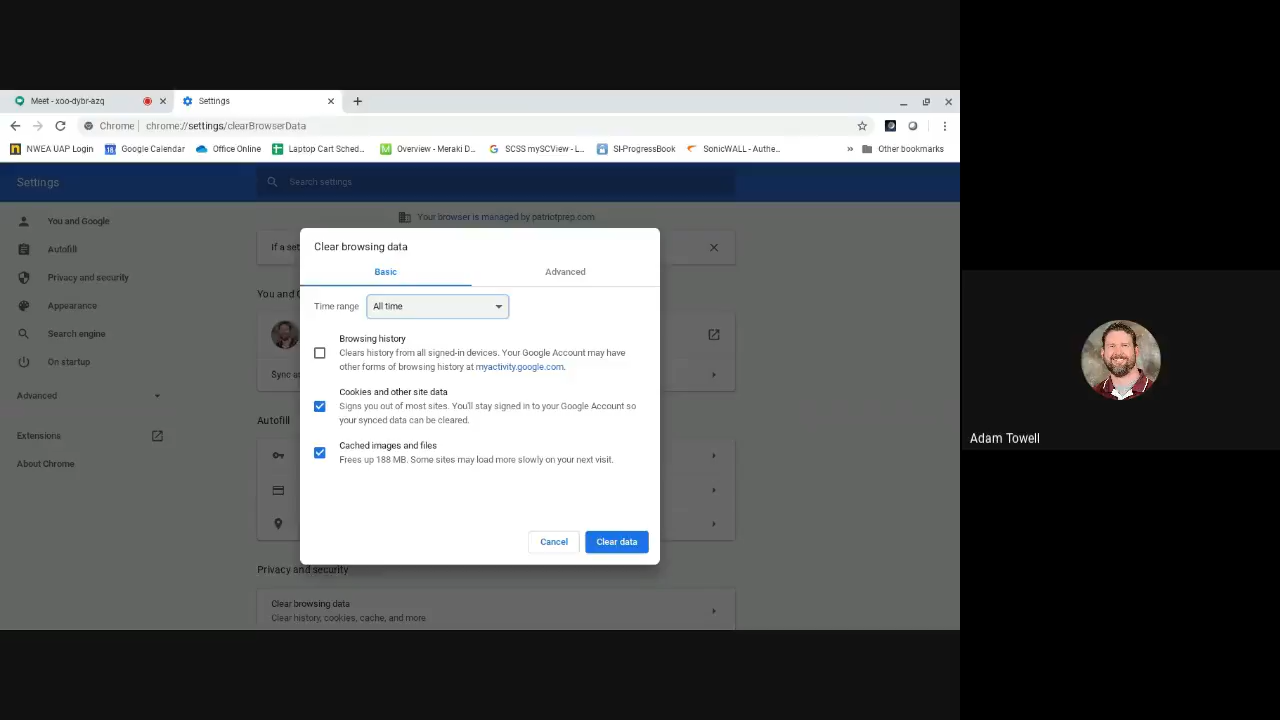 Meet - xoo-dybr-azq
Settings
Chrome
chrome://settings/clearBrowserData
NWEA UAP Login
Google Calendar
Office Online
Laptop Cart Sched...
Overview - Meraki D...
SCSS mySCView - L...
SI-ProgressBook
SonicWALL - Authe...
»
Other bookmarks
Settings
Search settings
You and Google
Autofill
Privacy and security
Appearance
Search engine
On startup
Advanced
Extensions
About Chrome
Your browser is managed by patriotprep.com
If a set
You and G
Sync a
Autofill
Clear browsing data
Basic
Advanced
Time range
All time
Browsing history
Clears history from all signed-in devices. Your Google Account may have
other forms of browsing history at myactivity.google.com.
Cookies and other site data
Signs you out of most sites. You'll stay signed in to your Google Account so
your synced data can be cleared.
Cached images and files
Frees up 188 MB. Some sites may load more slowly on your next visit.
Cancel
Clear data
Privacy and security
Clear browsing data
Clear history, cookies, cache, and more
Adam Towell